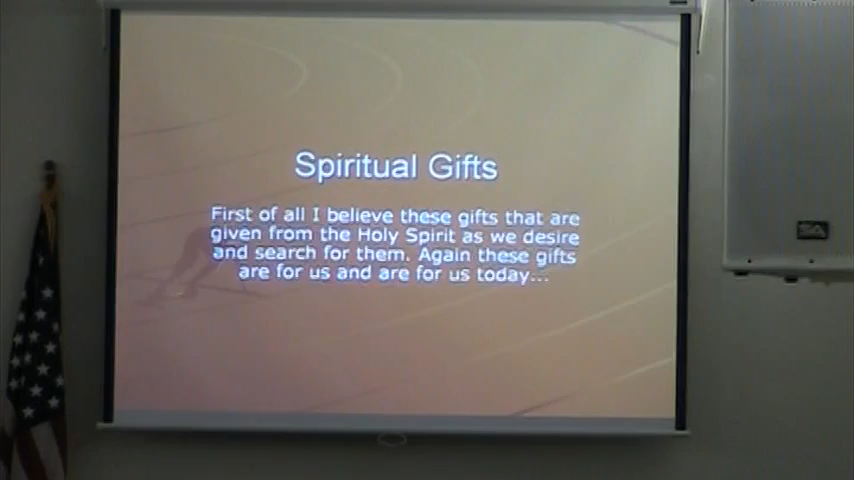 Spiritual Gifts
First of all I believe these gifts that are
given from the Holy Spirit as we desire
and search for them. Again these gifts
are for us and are for us today...
SA